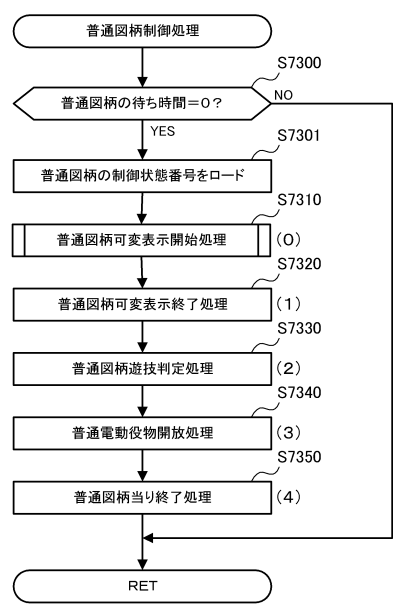 普通図柄制御処理
S7300
普通図柄の待ち時間＝０？
NO
YES
S7301
普通図柄の制御状態番号をロード
S7310
普通図柄可変表示開始処理
(０)
S7320
普通図柄可変表示終了処理
(１)
S7330
普通図柄遊技判定処理
(２)
S7340
普通電動役物開放処理
(３)
S7350
普通図柄当り終了処理
(４)
RET